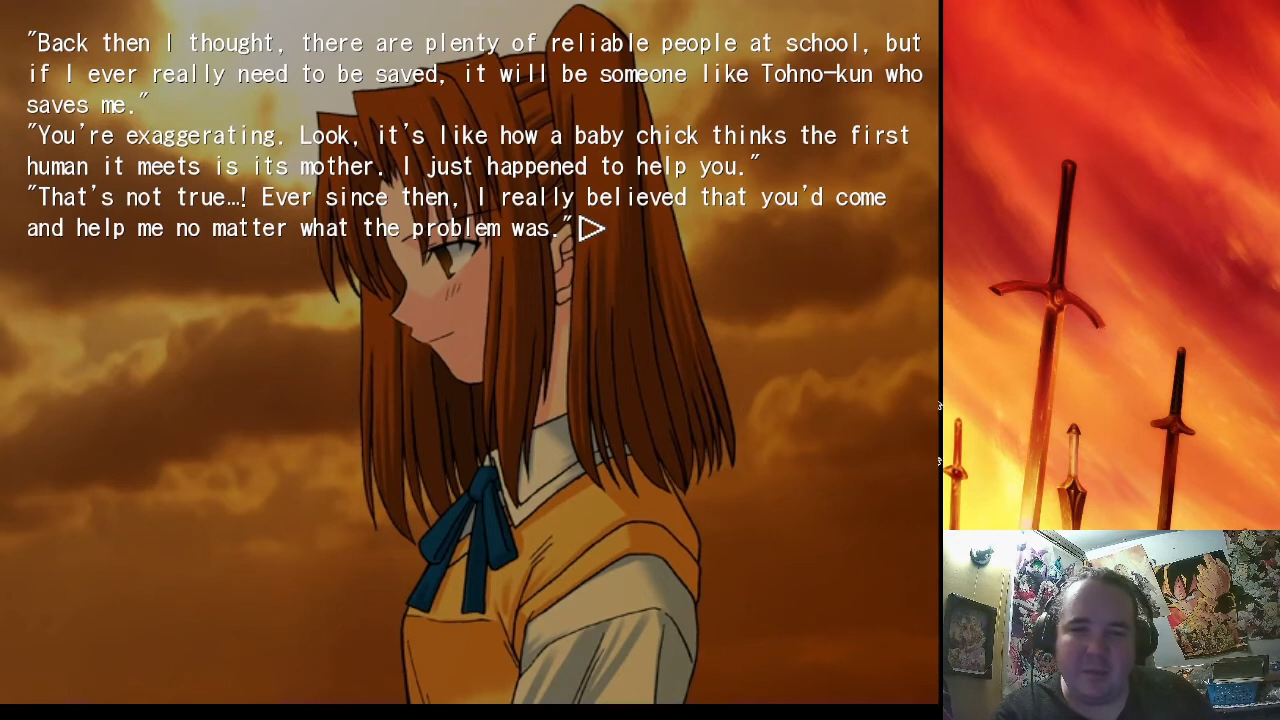 "Back then I thought, there are plenty of reliable people at school, but
if I ever really need to be saved, it will be someone like Tohno-kun who
saves me."
"You're exaggerating. Look, it's like how a baby chick thinks the first
human it meets is its mother. I just happened to help you."
"That's not true…! Ever since then, I really believed that you'd come
and help me no matter what the problem was."